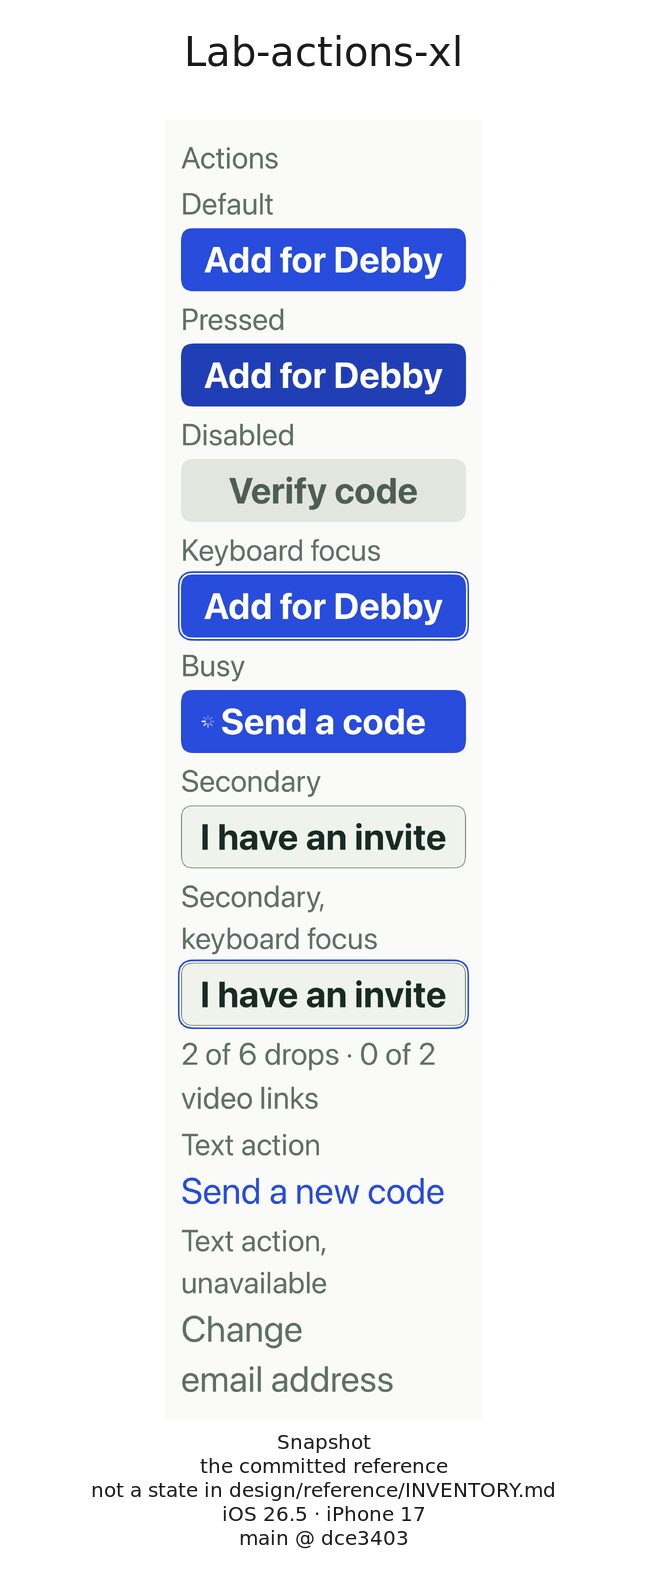 Lab-actions-xl
Actions
Default
Add for Debby
Pressed
Add for Debby
Disabled
Verify code
Keyboard focus
Add for Debby
Busy
Send a code
Secondary
I have an invite
Secondary,
keyboard focus
I have an invite
2 of 6 drops · 0 of 2
video links
Text action
Send a new code
Text action,
unavailable
Change
email address
Snapshot
the committed reference
not a state in design/reference/INVENTORY.md
iOS 26.5 · iPhone 17
main @ dce3403